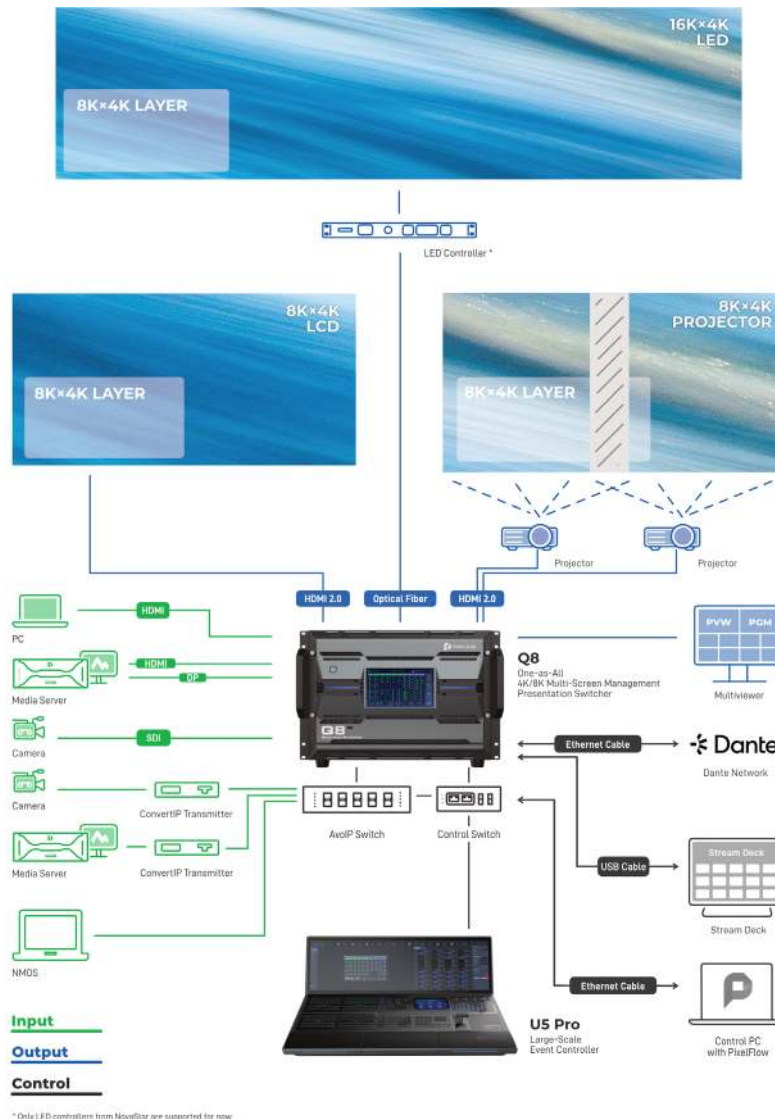 16K×4K
LED
8K×4K LAYER
LED Controller *
8K×4K
LCD
8K×4K LAYER
8K×4K
PROJECTOR
8K×4K LAYER
Projector
Projector
HDMI 2.0
Optical Fiber
HDMI 2.0
PC
HDMI
Media Server
HDMI
DP
Camera
SDI
Q8
Q8
One-as-All
4K/8K Multi-Screen Management
Presentation Switcher
PVW
PGM
Multiviewer
Ethernet Cable
Dante
Dante Network
Camera
ConvertIP Transmitter
AvoIP Switch
Control Switch
Media Server
ConvertIP Transmitter
USB Cable
Stream Deck
Stream Deck
NMOS
Ethernet Cable
U5 Pro
Large-Scale
Event Controller
Control PC
with PixelFlow
Input
Output
Control
* Only LED controllers from NovaStar are supported for now.